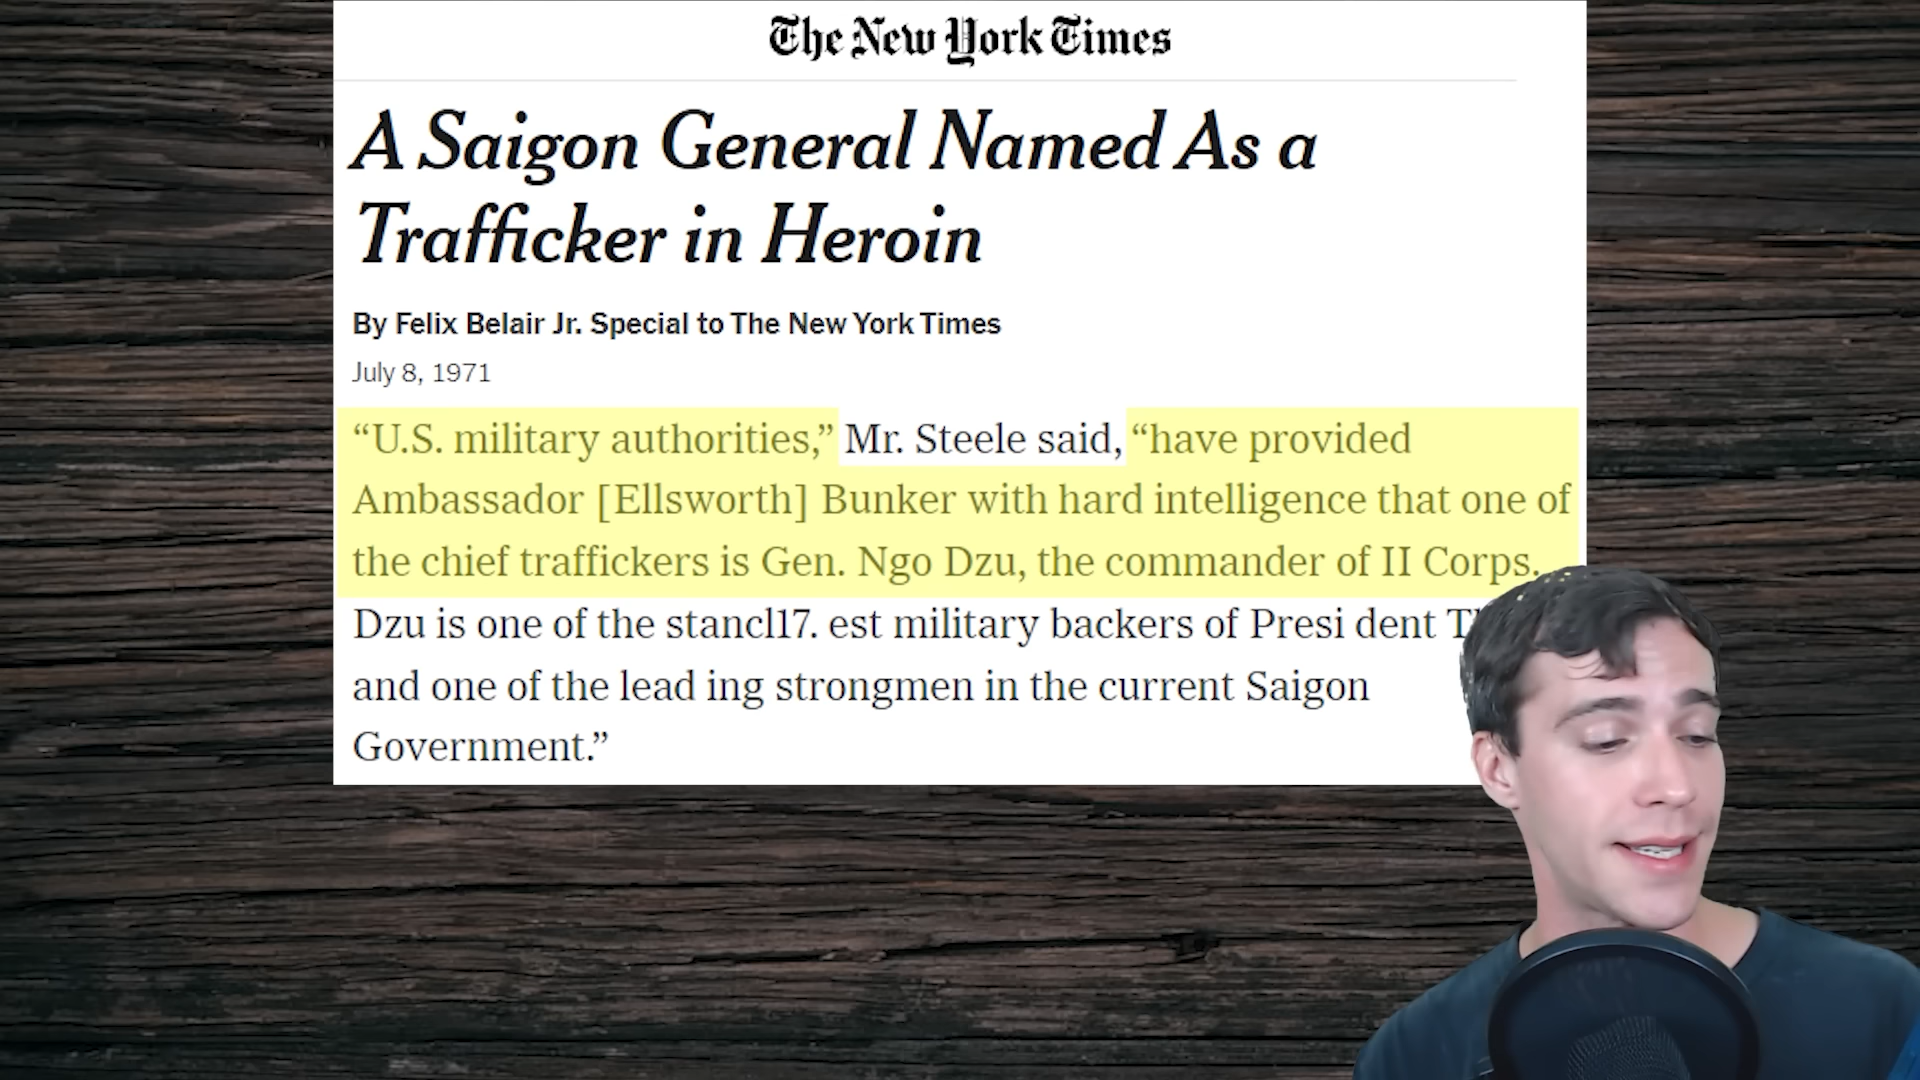 The New York Times
A Saigon General Named As a
Trafficker in Heroin
By Felix Belair Jr. Special to The New York Times
July 8, 1971
“U.S. military authorities,” Mr. Steele said, “have provided
Ambassador [Ellsworth] Bunker with hard intelligence that one of
the chief traffickers is Gen. Ngo Dzu, the commander of II Corps.
Dzu is one of the stancl17. est military backers of Presi dent
and one of the lead ing strongmen in the current Saigon
Government.”